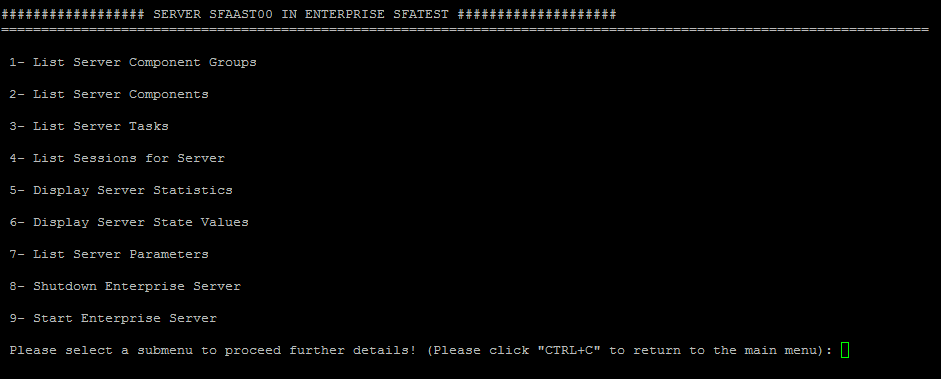 ################## SERVER SFAAST00 IN ENTERPRISE SFATEST ####################
====================================================================================================================
1- List Server Component Groups
2- List Server Components
3- List Server Tasks
4- List Sessions for Server
5- Display Server Statistics
6- Display Server State Values
7- List Server Parameters
8- Shutdown Enterprise Server
9- Start Enterprise Server
Please select a submenu to proceed further details! (Please click "CTRL+C" to return to the main menu):